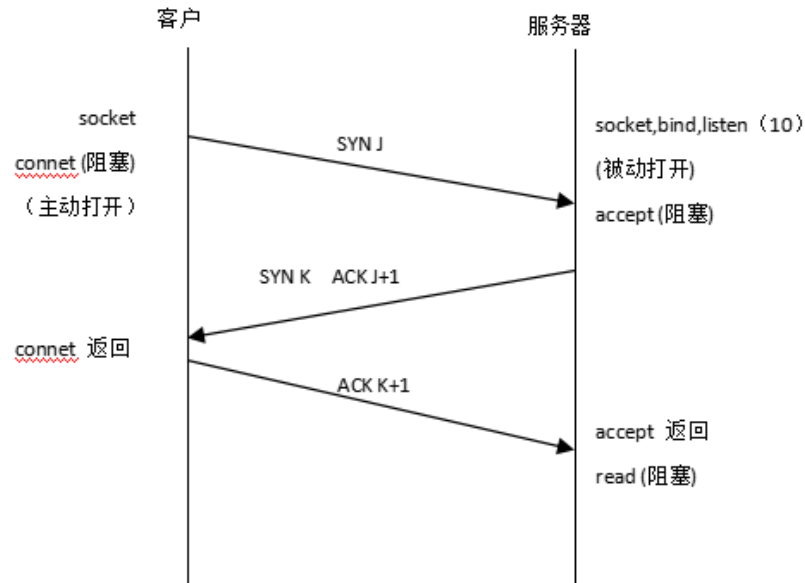 客户
服务器
socket
connet (阻塞)
（主动打开）
SYN J
socket,bind,listen（10）
(被动打开)
accept (阻塞)
SYN K ACK J+1
connet 返回
ACK K+1
accept 返回
read (阻塞)